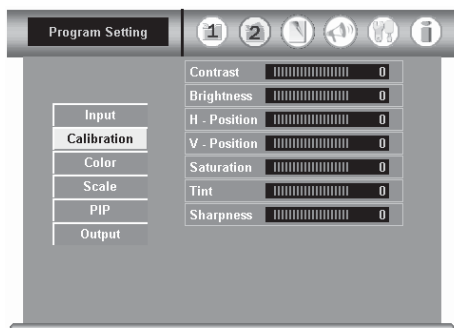 Program Setting
1 2 i
Contrast 0
Brightness 0
H - Position 0
V - Position 0
Saturation 0
Tint 0
Sharpness 0
Input
Calibration
Color
Scale
PIP
Output